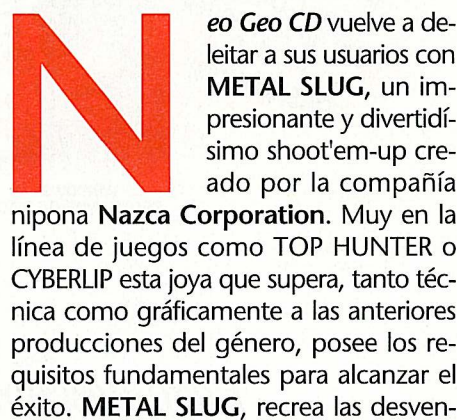 Neo Geo CD vuelve a de-
leitar a sus usuarios con
METAL SLUG, un im-
presionante y divertidí-
simo shoot'em-up cre-
ado por la compañía
nipona Nazca Corporation. Muy en la
línea de juegos como TOP HUNTER o
CYBERLIP esta joya que supera, tanto téc-
nica como gráficamente a las anteriores
producciones del género, posee los re-
quisitos fundamentales para alcanzar el
éxito. METAL SLUG, recrea las desven-